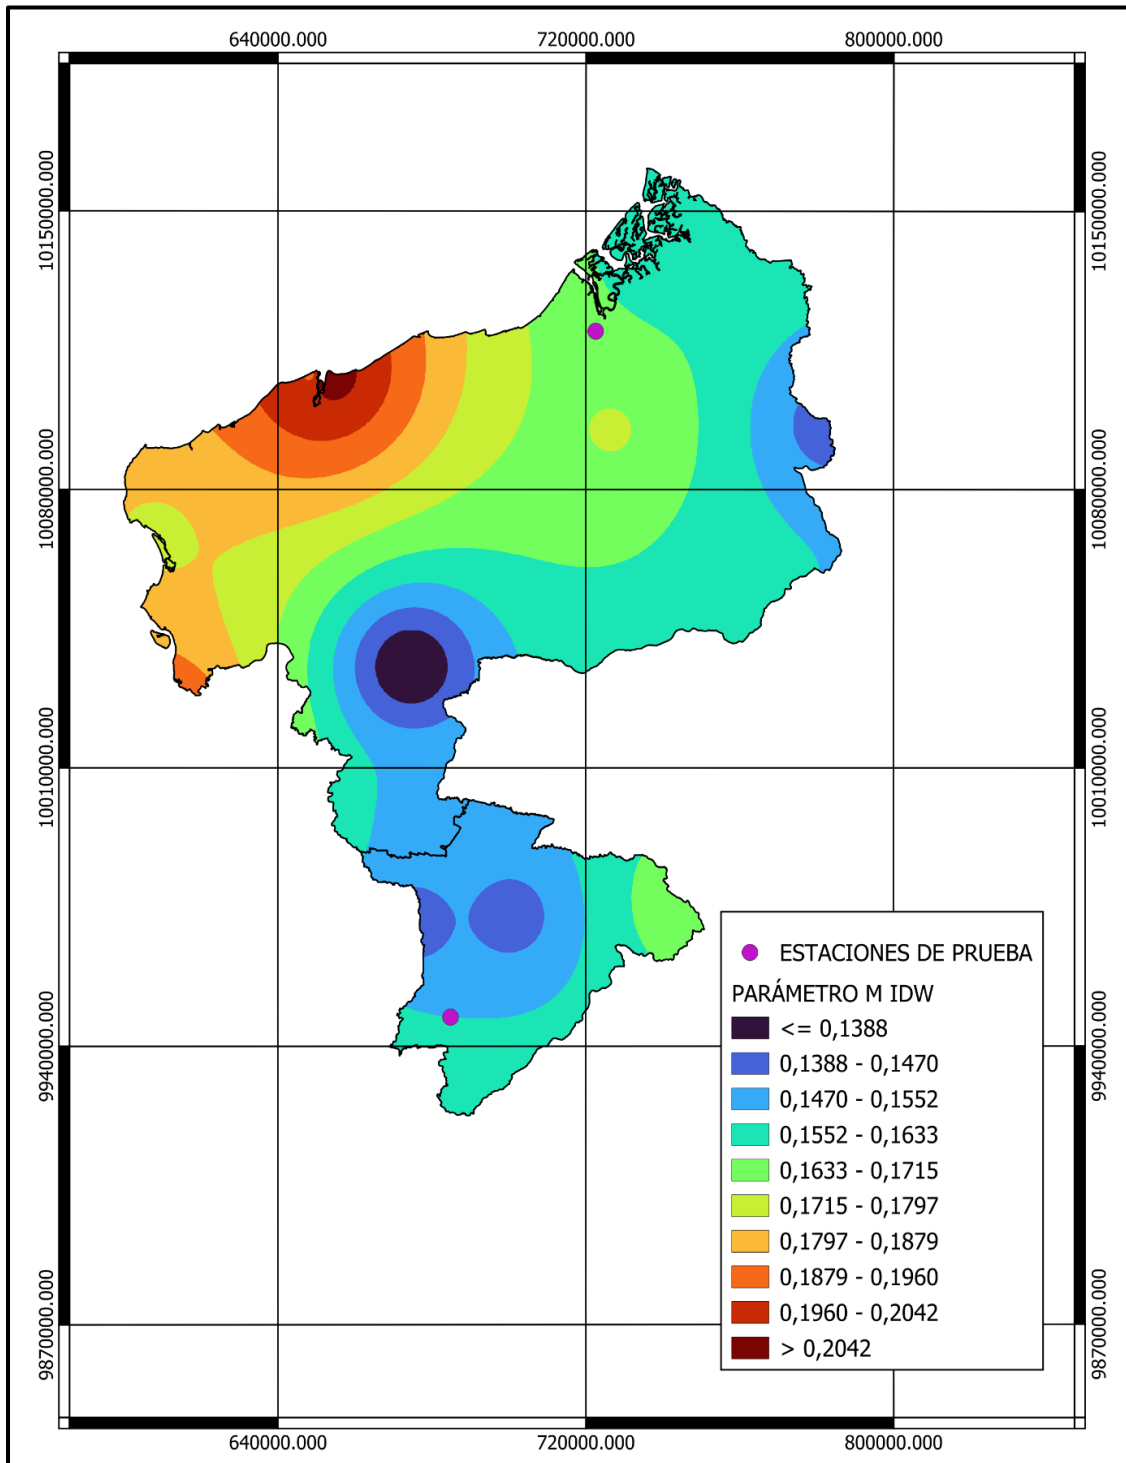 640000.000 720000.000 800000.000
10150000.000 10150000.000
10080000.000 10080000.000
10010000.000 10010000.000
ESTACIONES DE PRUEBA
PARÁMETRO M IDW
<= 0,1388
0,1388 - 0,1470
0,1470 - 0,1552
0,1552 - 0,1633
0,1633 - 0,1715
0,1715 - 0,1797
0,1797 - 0,1879
0,1879 - 0,1960
0,1960 - 0,2042
> 0,2042
9940000.000 9940000.000
9870000.000 9870000.000
640000.000 720000.000 800000.000